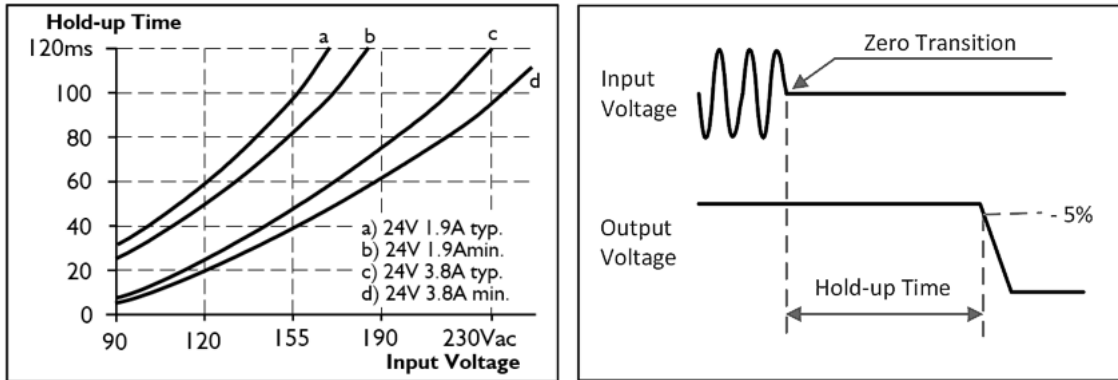 Hold-up Time
120ms
100
80
60
40
20
0
a
b
c
d
a) 24V 1.9A typ.
b) 24V 1.9Amin.
c) 24V 3.8A typ.
d) 24V 3.8A min.
90 120 155 190 230Vac
Input Voltage
Zero Transition
Input
Voltage
Output
Voltage
- 5%
Hold-up Time